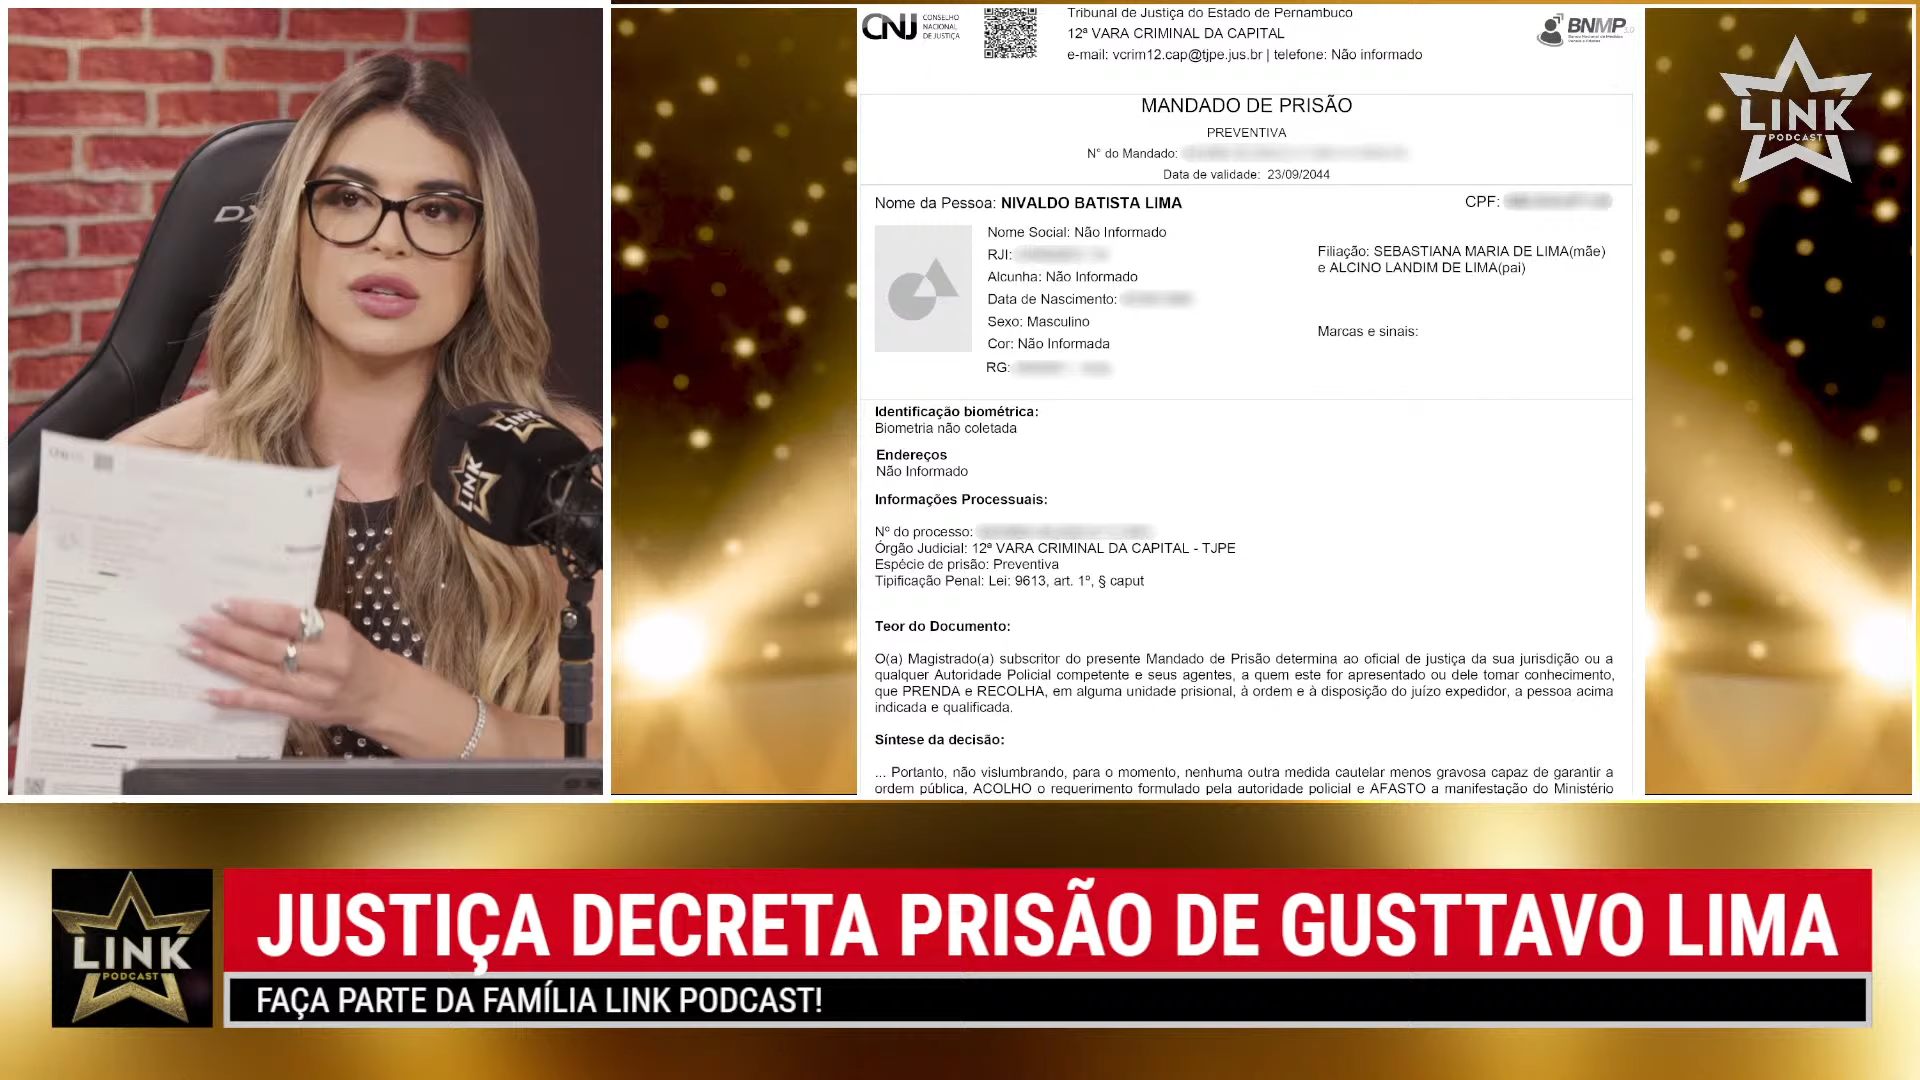 DX
LINK
LINK
CNJ CONSELHO
NACIONAL
DE JUSTIÇA
Tribunal de Justiça do Estado de Pernambuco
12ª VARA CRIMINAL DA CAPITAL
e-mail: vcrim12.cap@tjpe.jus.br | telefone: Não informado
BNMP 3.0
MANDADO DE PRISÃO
PREVENTIVA
N° do Mandado:
Data de validade: 23/09/2044
Nome da Pessoa: NIVALDO BATISTA LIMA
CPF:
Nome Social: Não Informado
RJI:
Alcunha: Não Informado
Data de Nascimento:
Sexo: Masculino
Cor: Não Informada
RG:
Filiação: SEBASTIANA MARIA DE LIMA(mãe)
e ALCINO LANDIM DE LIMA(pai)
Marcas e sinais:
Identificação biométrica:
Biometria não coletada
Endereços
Não Informado
Informações Processuais:
Nº do processo:
Órgão Judicial: 12ª VARA CRIMINAL DA CAPITAL - TJPE
Espécie de prisão: Preventiva
Tipificação Penal: Lei: 9613, art. 1º, § caput
Teor do Documento:
O(a) Magistrado(a) subscritor do presente Mandado de Prisão determina ao oficial de justiça da sua jurisdição ou a
qualquer Autoridade Policial competente e seus agentes, a quem este for apresentado ou dele tomar conhecimento,
que PRENDA e RECOLHA, em alguma unidade prisional, à ordem e à disposição do juízo expedidor, a pessoa acima
indicada e qualificada.
Síntese da decisão:
... Portanto, não vislumbrando, para o momento, nenhuma outra medida cautelar menos gravosa capaz de garantir a
ordem pública, ACOLHO o requerimento formulado pela autoridade policial e AFASTO a manifestação do Ministério
LINK
PODCAST
LINK
PODCAST
JUSTIÇA DECRETA PRISÃO DE GUSTTAVO LIMA
FAÇA PARTE DA FAMÍLIA LINK PODCAST!